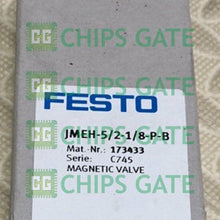 CHIPS GATE
CHIPS GATE
FESTO
JMEH-5/2-1/8-P-B
Mat.-Nr.: 173433
Serie: C745
MAGNETIC VALVE
CHIPS GATE